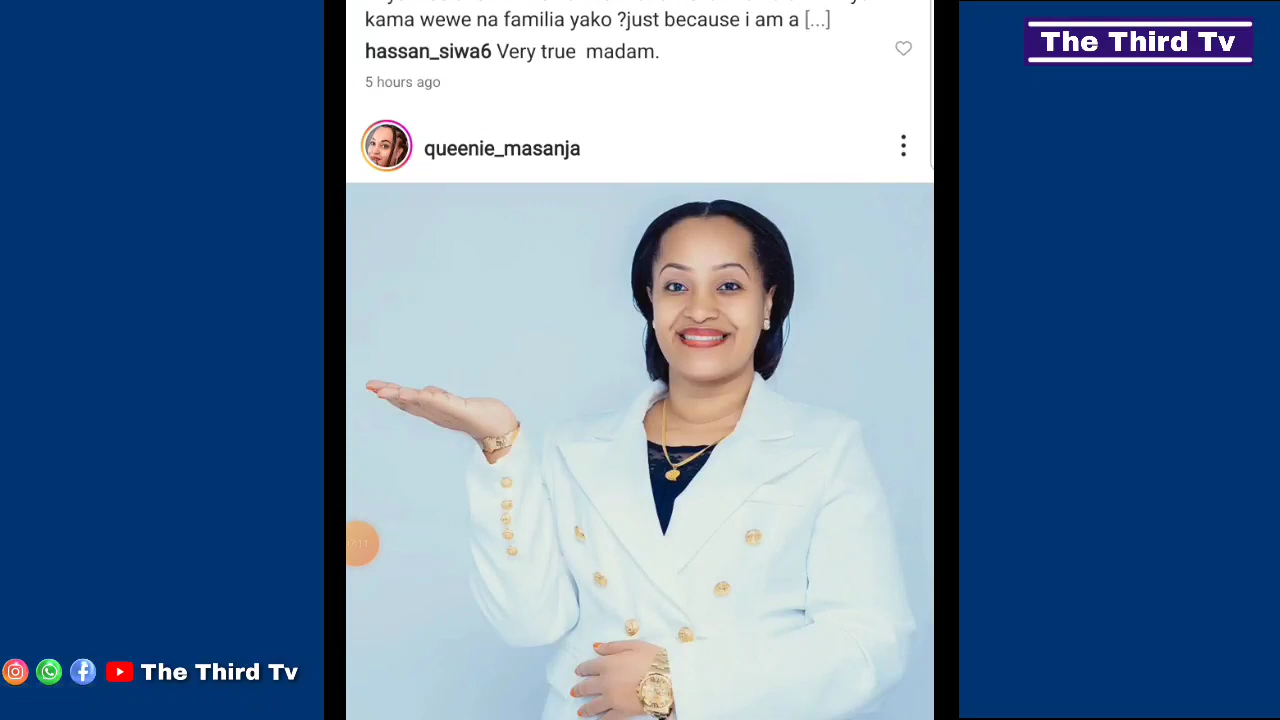 kama wewe na familia yako ?just because i am a [...]
hassan_siwa6 Very true madam.
5 hours ago
queenie_masanja
The Third Tv
The Third Tv